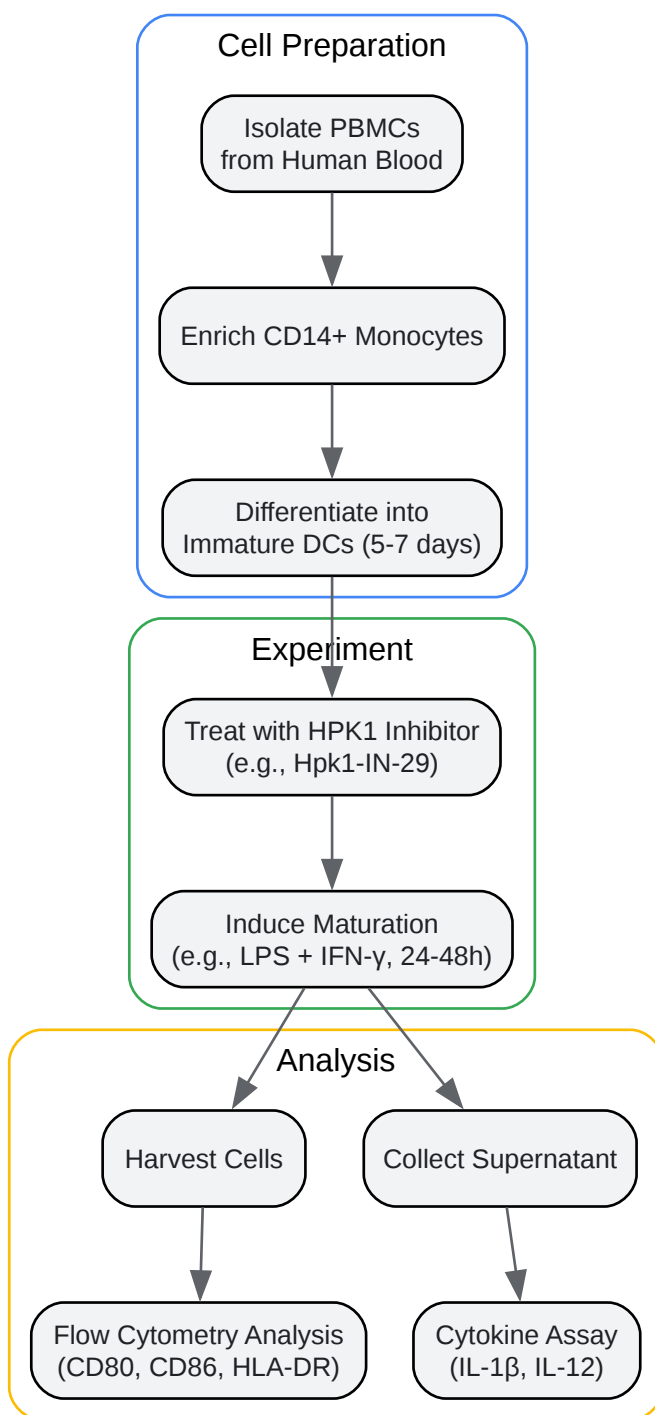 Cell Preparation
Isolate PBMCs
from Human Blood
Enrich CD14+ Monocytes
Differentiate into
Immature DCs (5-7 days)
Experiment
Treat with HPK1 Inhibitor
(e.g., Hpk1-IN-29)
Induce Maturation
(e.g., LPS + IFN-γ, 24-48h)
Analysis
Harvest Cells
Collect Supernatant
Flow Cytometry Analysis
(CD80, CD86, HLA-DR)
Cytokine Assay
(IL-1β, IL-12)